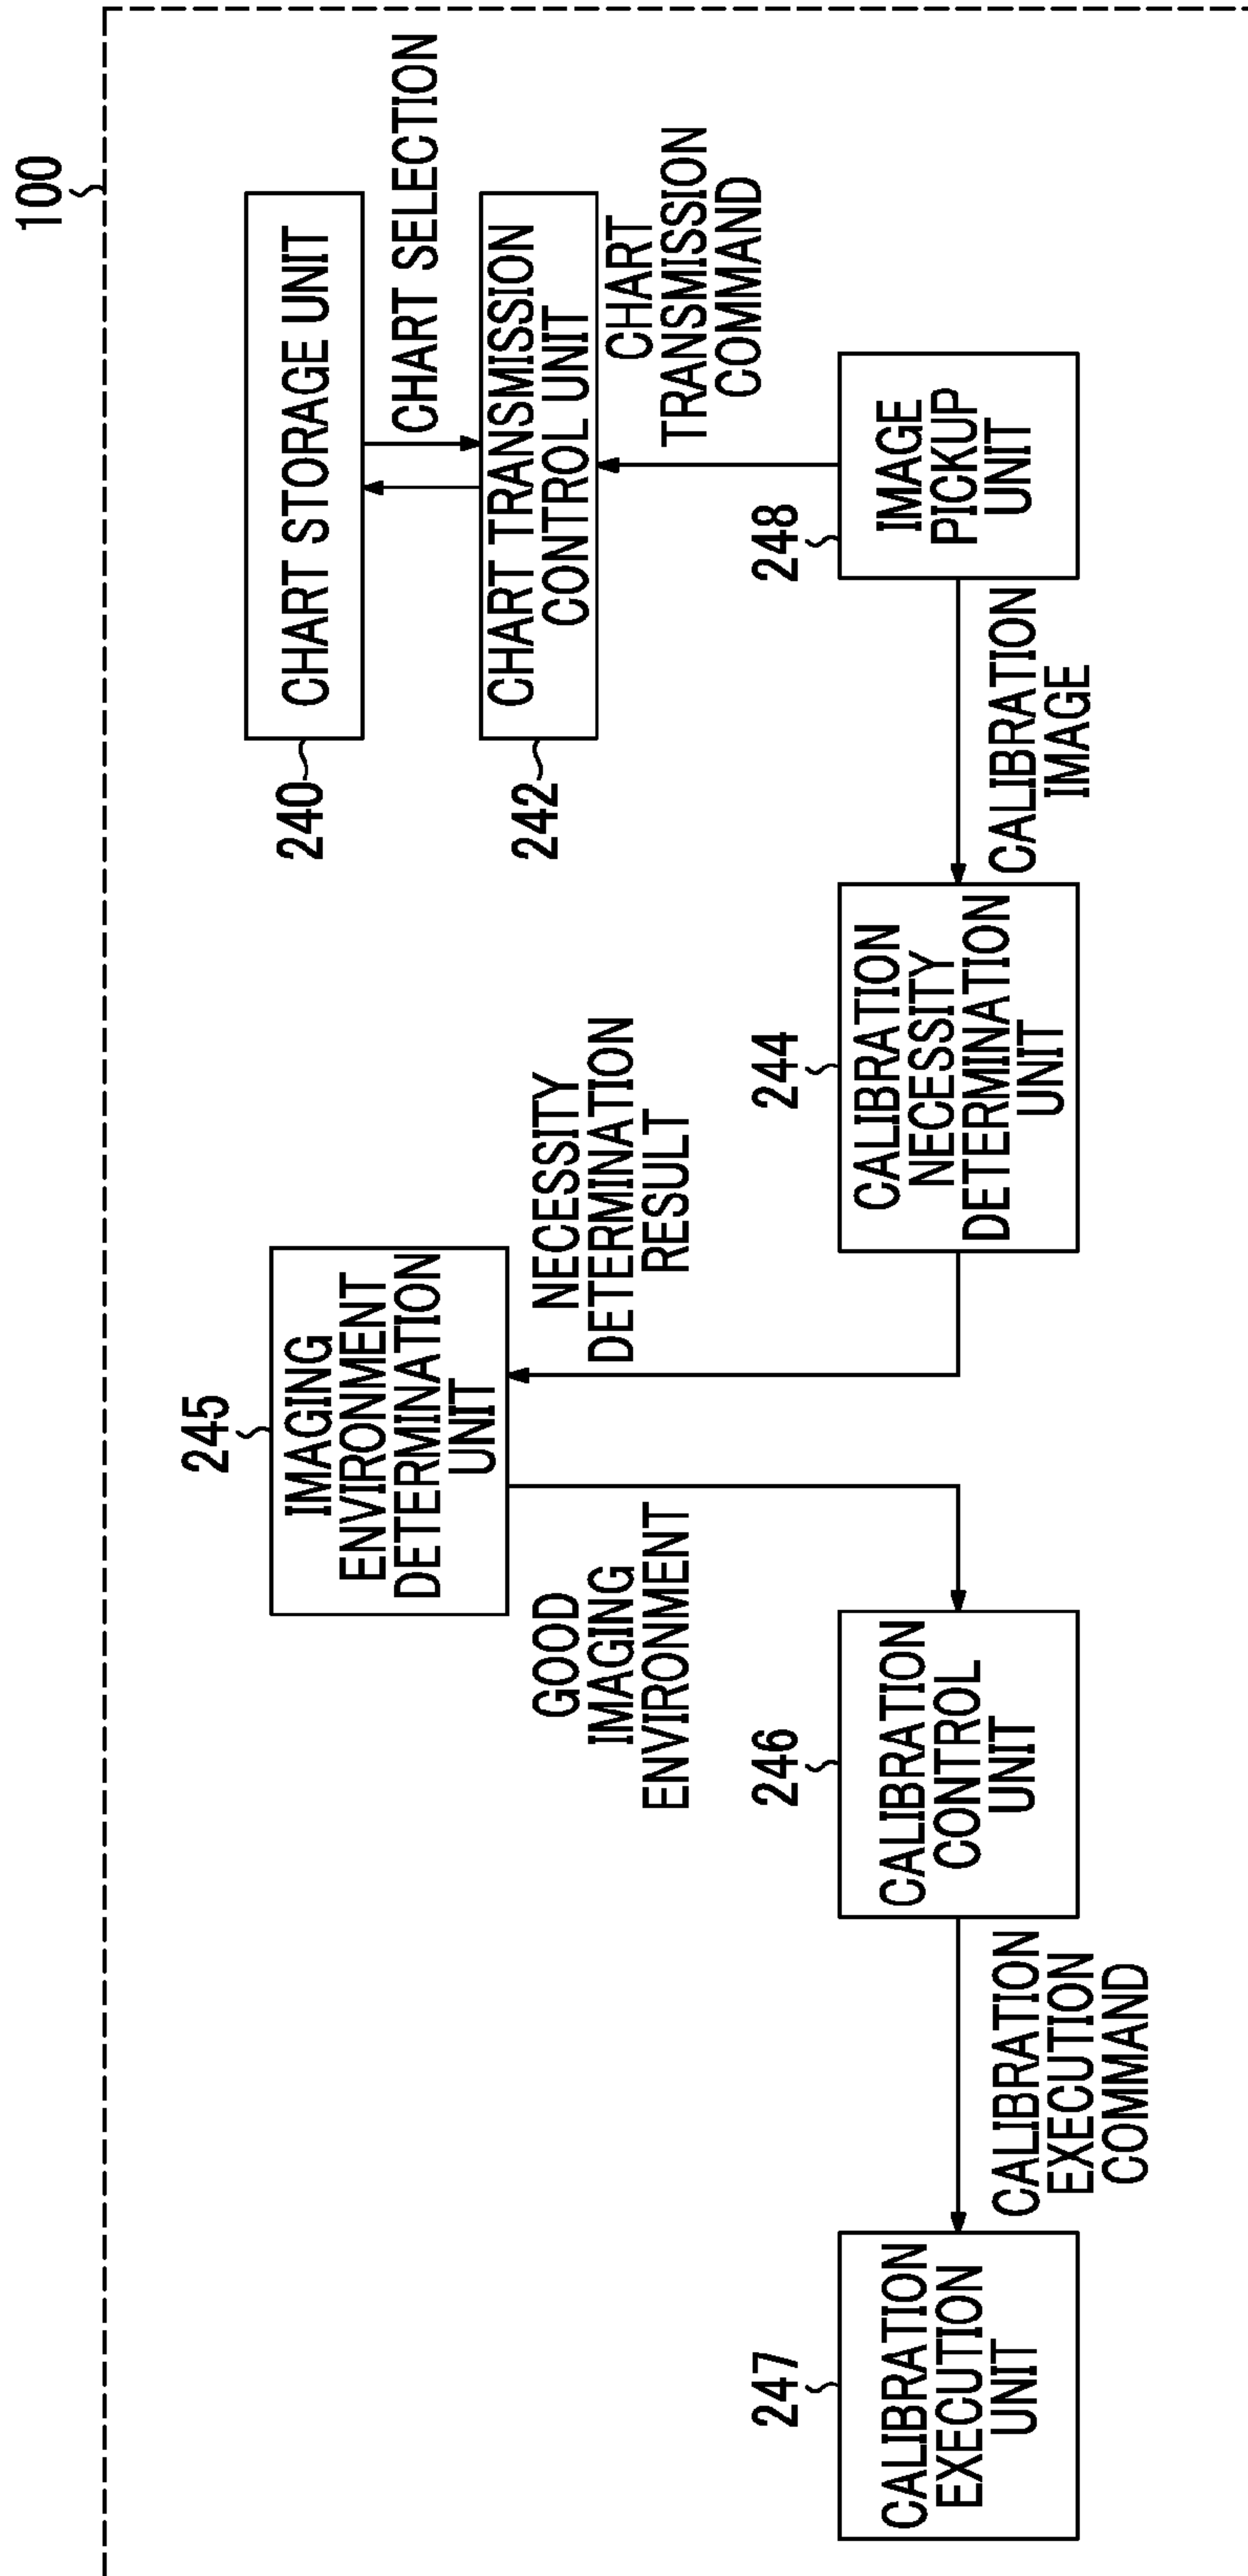 100
240
CHART STORAGE UNIT
CHART SELECTION
242
CHART TRANSMISSION
CONTROL UNIT
CHART
TRANSMISSION
COMMAND
248
IMAGE
PICKUP
UNIT
CALIBRATION
IMAGE
244
CALIBRATION
NECESSITY
DETERMINATION
UNIT
NECESSITY
DETERMINATION
RESULT
245
IMAGING
ENVIRONMENT
DETERMINATION
UNIT
GOOD
IMAGING
ENVIRONMENT
246
CALIBRATION
CONTROL
UNIT
CALIBRATION
EXECUTION
COMMAND
247
CALIBRATION
EXECUTION
UNIT